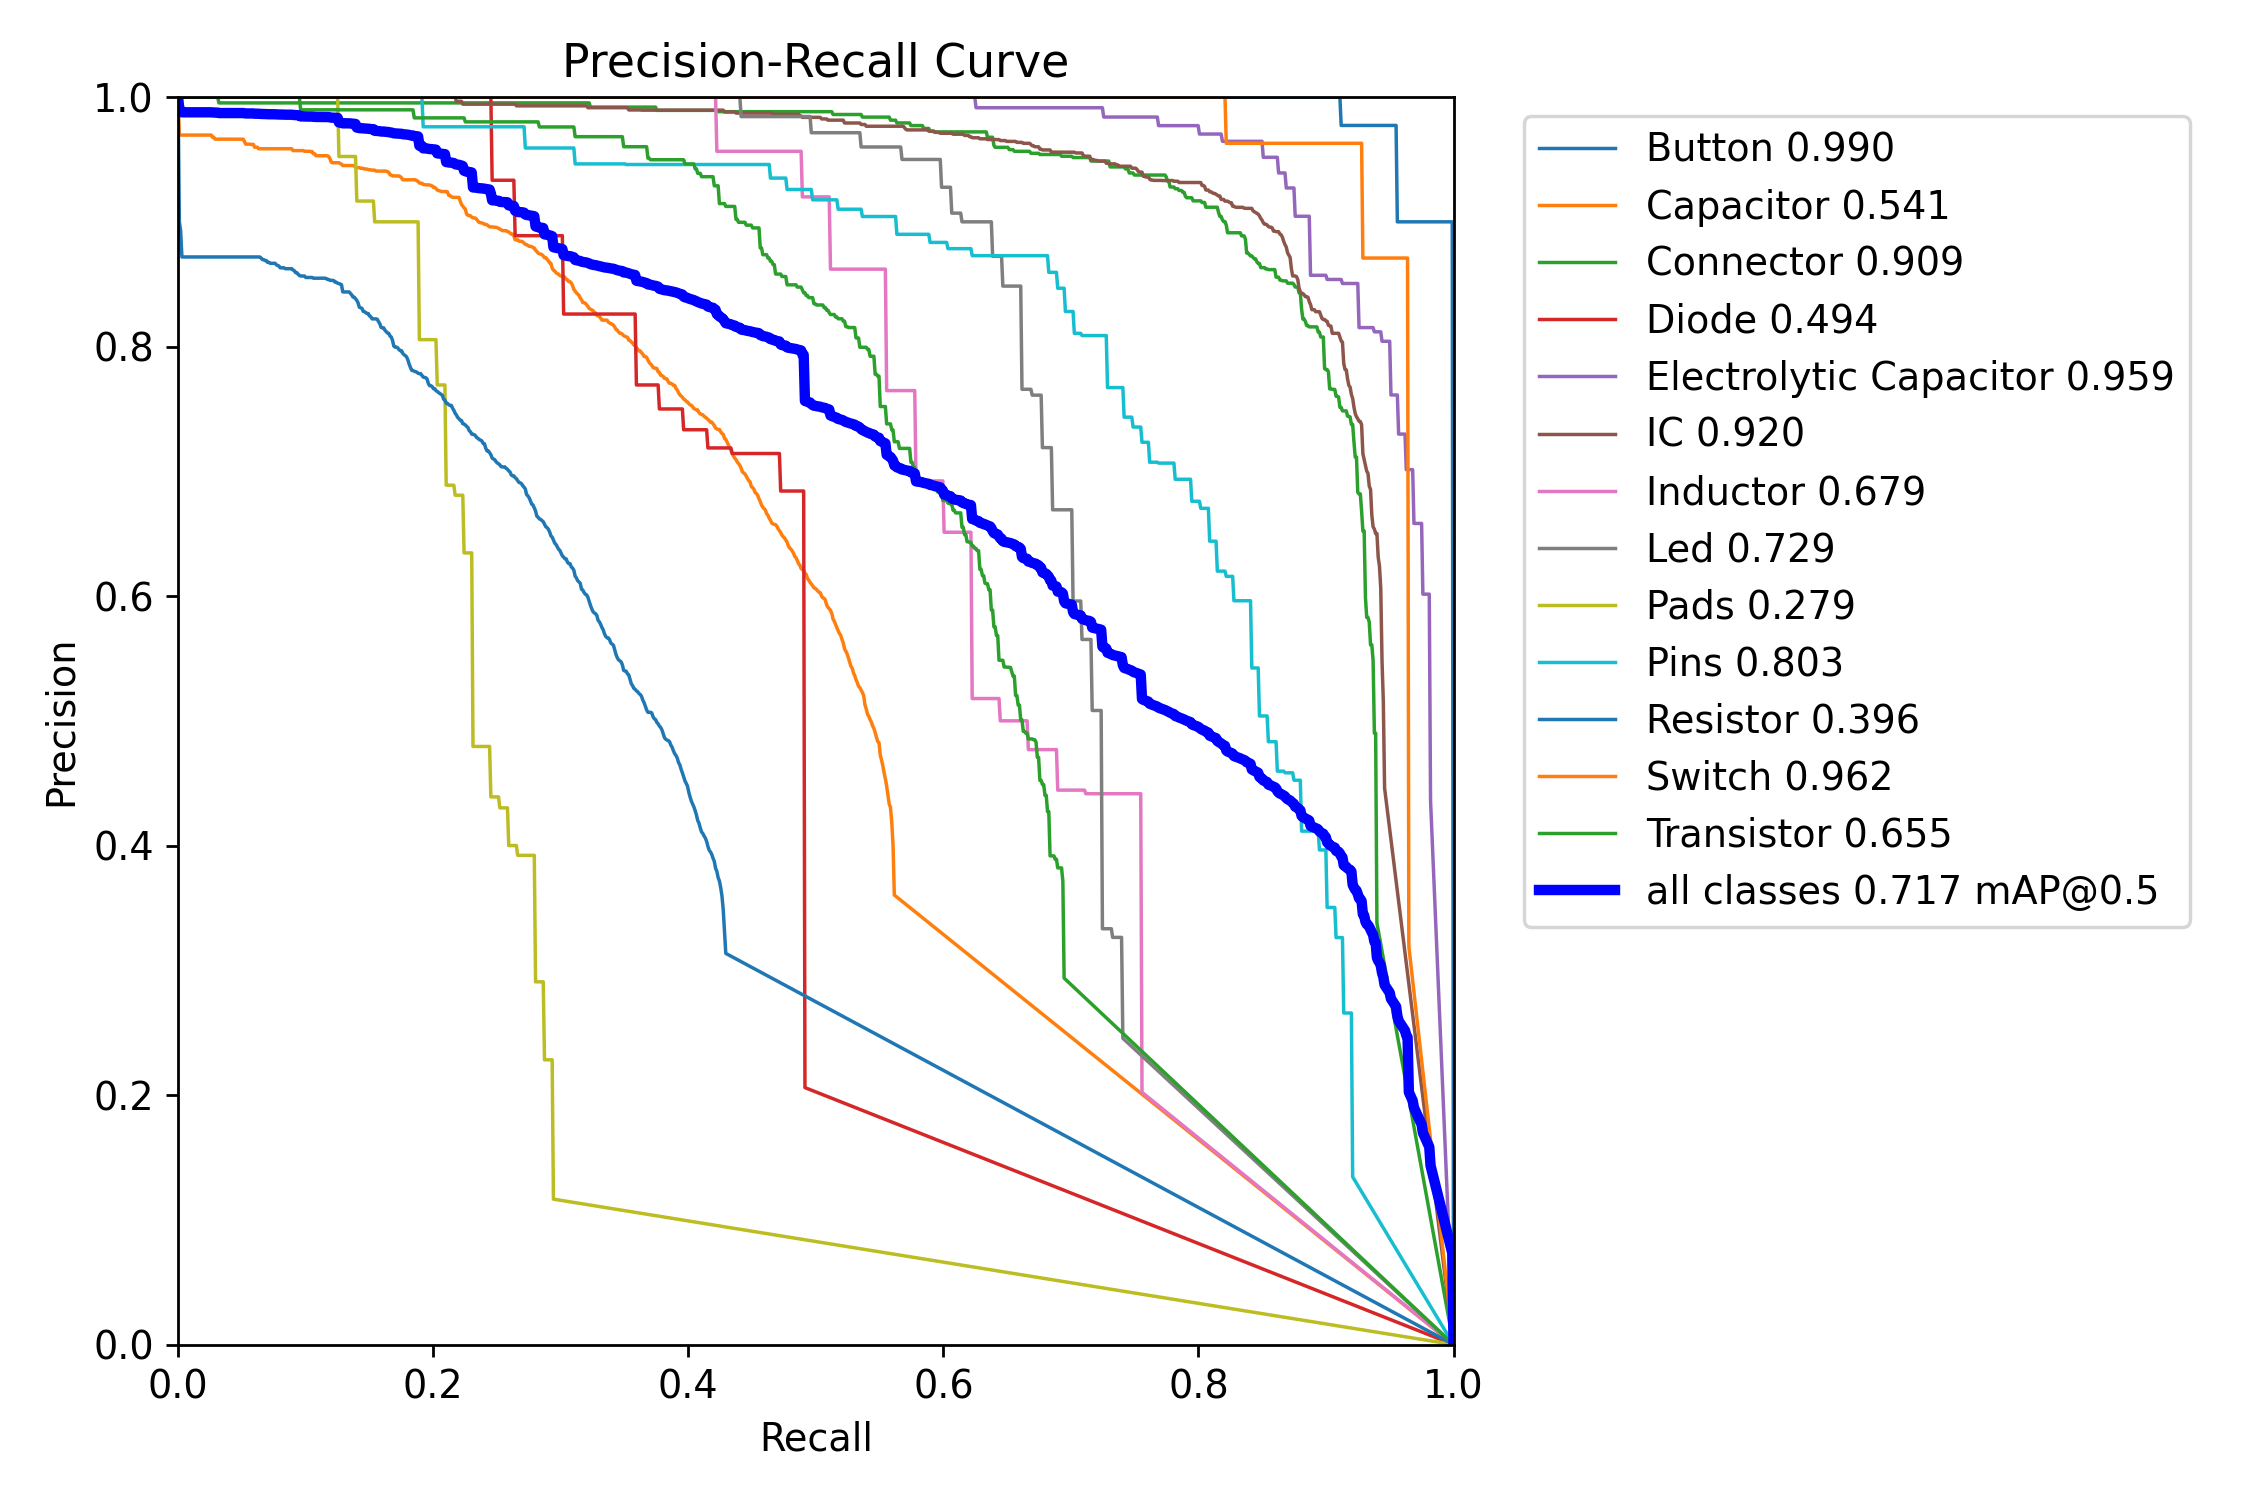 Precision-Recall Curve
1.0
0.8
0.6
0.4
0.2
0.0
Precision
0.0 0.2 0.4 0.6 0.8 1.0
Recall
Button 0.990
Capacitor 0.541
Connector 0.909
Diode 0.494
Electrolytic Capacitor 0.959
IC 0.920
Inductor 0.679
Led 0.729
Pads 0.279
Pins 0.803
Resistor 0.396
Switch 0.962
Transistor 0.655
all classes 0.717 mAP@0.5